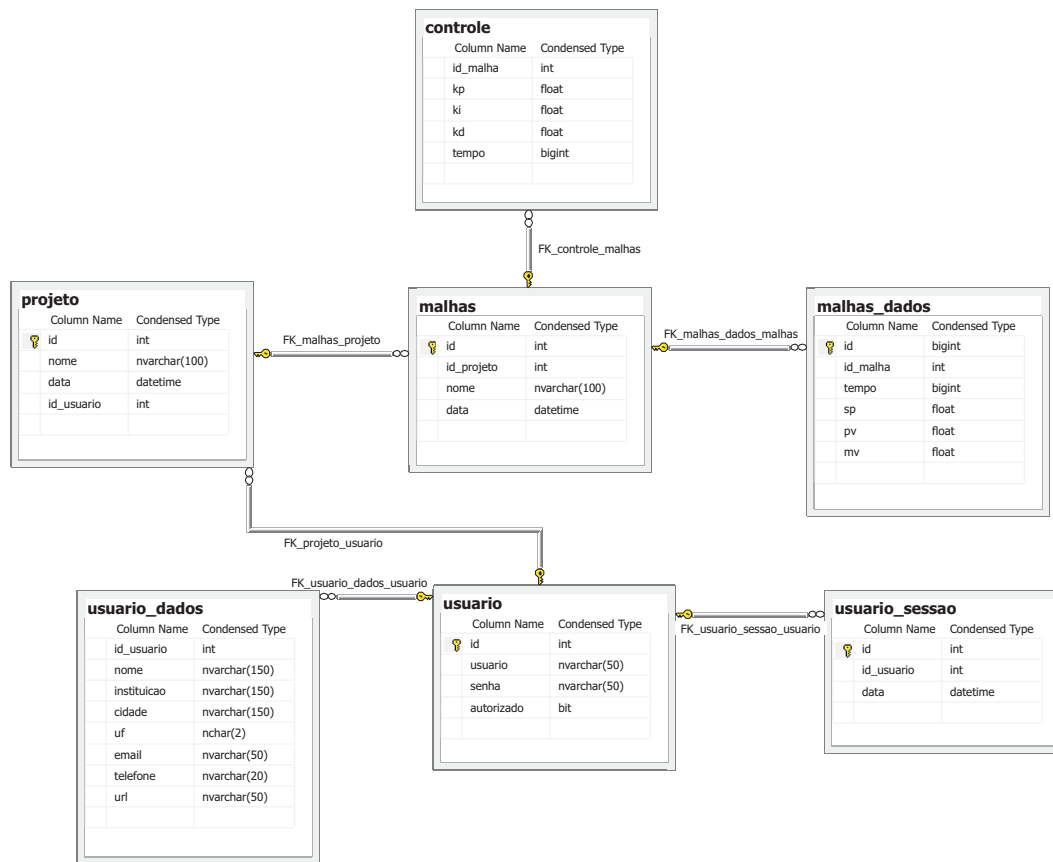 controle
Column Name Condensed Type
id_malha int
kp float
ki float
kd float
tempo bigint
FK_controle_malhas
projeto
Column Name Condensed Type
id int
nome nvarchar(100)
data datetime
id_usuario int
FK_malhas_projeto
malhas
Column Name Condensed Type
id int
id_projeto int
nome nvarchar(100)
data datetime
FK_malhas_dados_malhas
malhas_dados
Column Name Condensed Type
id bigint
id_malha int
tempo bigint
sp float
pv float
mv float
FK_projeto_usuario
FK_usuario_dados_usuario
usuario_dados
Column Name Condensed Type
id_usuario int
nome nvarchar(150)
instituicao nvarchar(150)
cidade nvarchar(150)
uf nchar(2)
email nvarchar(50)
telefone nvarchar(20)
url nvarchar(50)
usuario
Column Name Condensed Type
id int
usuario nvarchar(50)
senha nvarchar(50)
autorizado bit
FK_usuario_sessao_usuario
usuario_sessao
Column Name Condensed Type
id int
id_usuario int
data datetime